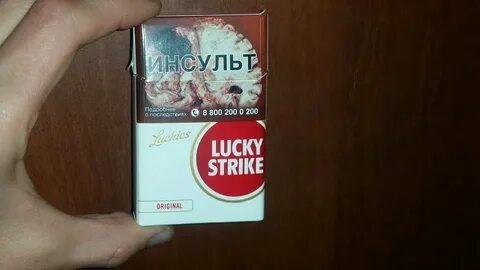 ИНСУЛЬТ
Подробнее
о последствиях
8 800 200 0 200
Luckies
LUCKY
STRIKE
ORIGINAL